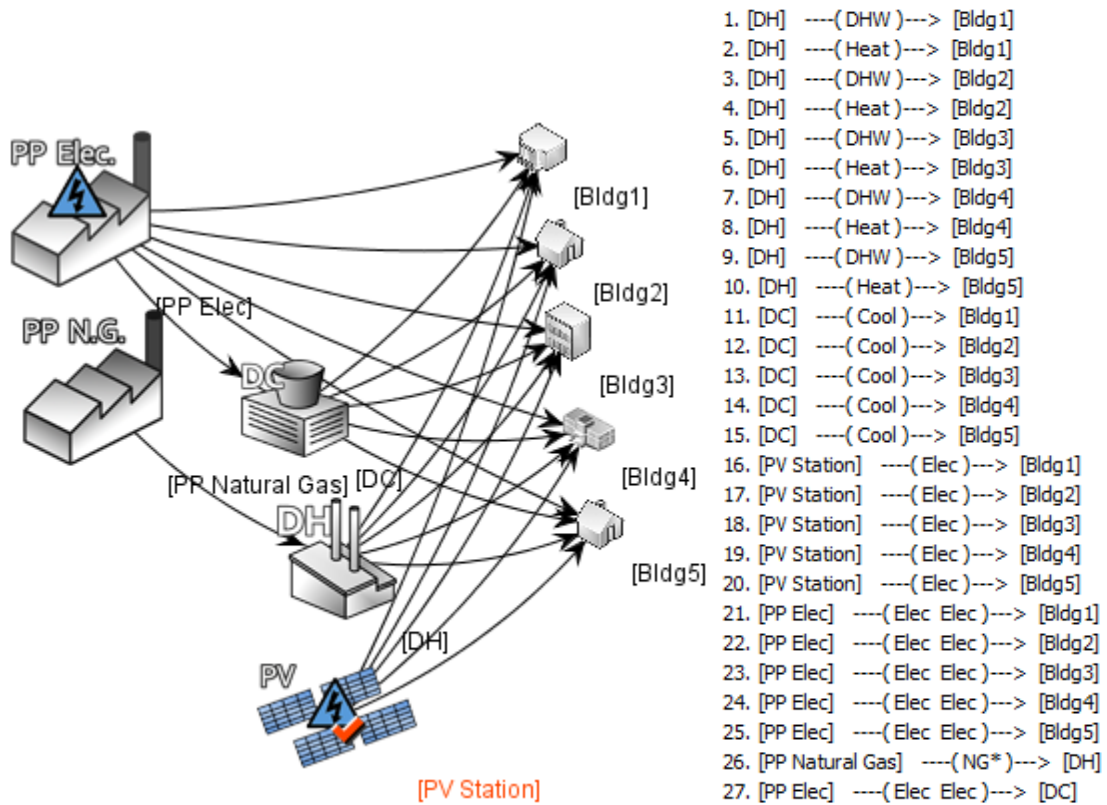 PP Elec.
[Bldg1]
[Bldg2]
[PP Elec]
PP N.G.
DC
[Bldg3]
[Bldg4]
[PP Natural Gas] [DC]
DH
[Bldg5]
[DH]
PV
[PV Station]
1. [DH] ----( DHW )---> [Bldg1]
2. [DH] ----( Heat )---> [Bldg1]
3. [DH] ----( DHW )---> [Bldg2]
4. [DH] ----( Heat )---> [Bldg2]
5. [DH] ----( DHW )---> [Bldg3]
6. [DH] ----( Heat )---> [Bldg3]
7. [DH] ----( DHW )---> [Bldg4]
8. [DH] ----( Heat )---> [Bldg4]
9. [DH] ----( DHW )---> [Bldg5]
10. [DH] ----( Heat )---> [Bldg5]
11. [DC] ----( Cool )---> [Bldg1]
12. [DC] ----( Cool )---> [Bldg2]
13. [DC] ----( Cool )---> [Bldg3]
14. [DC] ----( Cool )---> [Bldg4]
15. [DC] ----( Cool )---> [Bldg5]
16. [PV Station] ----( Elec )---> [Bldg1]
17. [PV Station] ----( Elec )---> [Bldg2]
18. [PV Station] ----( Elec )---> [Bldg3]
19. [PV Station] ----( Elec )---> [Bldg4]
20. [PV Station] ----( Elec )---> [Bldg5]
21. [PP Elec] ----( Elec Elec )---> [Bldg1]
22. [PP Elec] ----( Elec Elec )---> [Bldg2]
23. [PP Elec] ----( Elec Elec )---> [Bldg3]
24. [PP Elec] ----( Elec Elec )---> [Bldg4]
25. [PP Elec] ----( Elec Elec )---> [Bldg5]
26. [PP Natural Gas] ----( NG* )---> [DH]
27. [PP Elec] ----( Elec Elec )---> [DC]